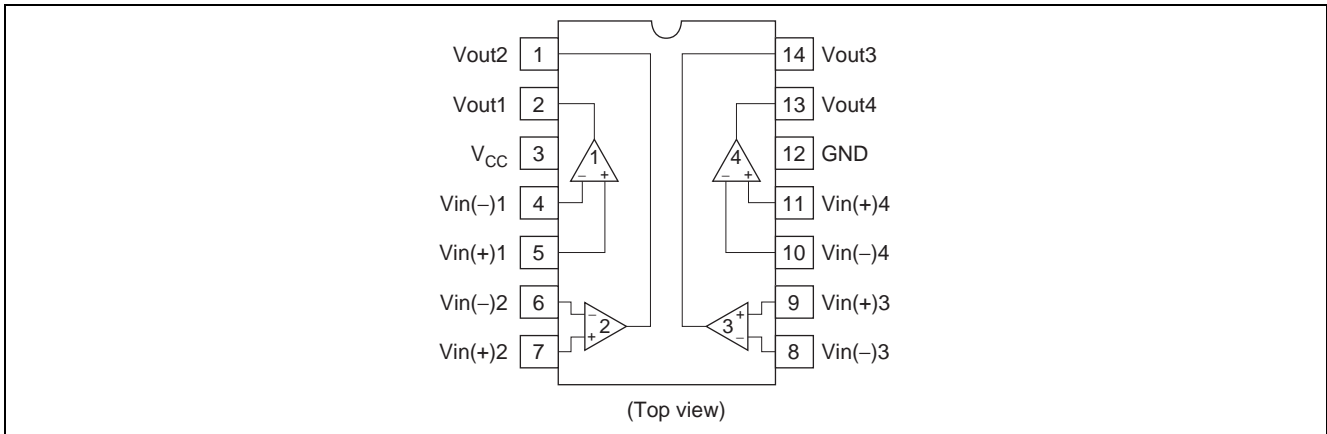 Vout2 1 14 Vout3
Vout1 2 13 Vout4
VCC 3 1 4 12 GND
− + − +
Vin(−)1 4 11 Vin(+)4
Vin(+)1 5 10 Vin(−)4
Vin(−)2 6 − + 9 Vin(+)3
2 3
Vin(+)2 7 + − 8 Vin(−)3
(Top view)